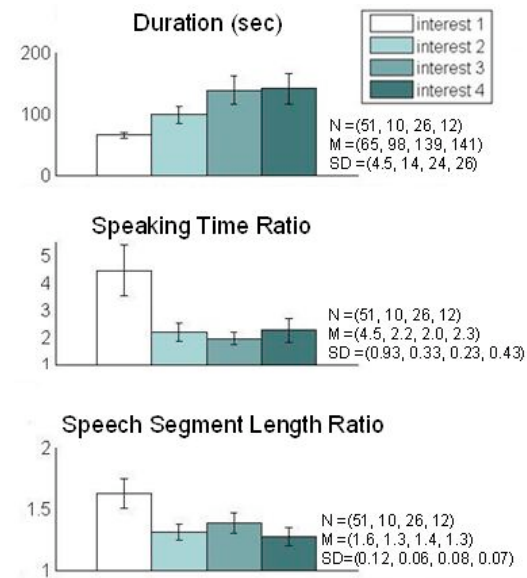 Duration (sec)
interest 1
interest 2
interest 3
interest 4
200
100
0
N =(51, 10, 26, 12)
M =(65, 98, 139, 141)
SD =(4.5, 14, 24, 26)
Speaking Time Ratio
5
4
3
2
1
N =(51, 10, 26, 12)
M =(4.5, 2.2, 2.0, 2.3)
SD =(0.93, 0.33, 0.23, 0.43)
Speech Segment Length Ratio
2
1.5
1
N =(51, 10, 26, 12)
M =(1.6, 1.3, 1.4, 1.3)
SD=(0.12, 0.06, 0.08, 0.07)